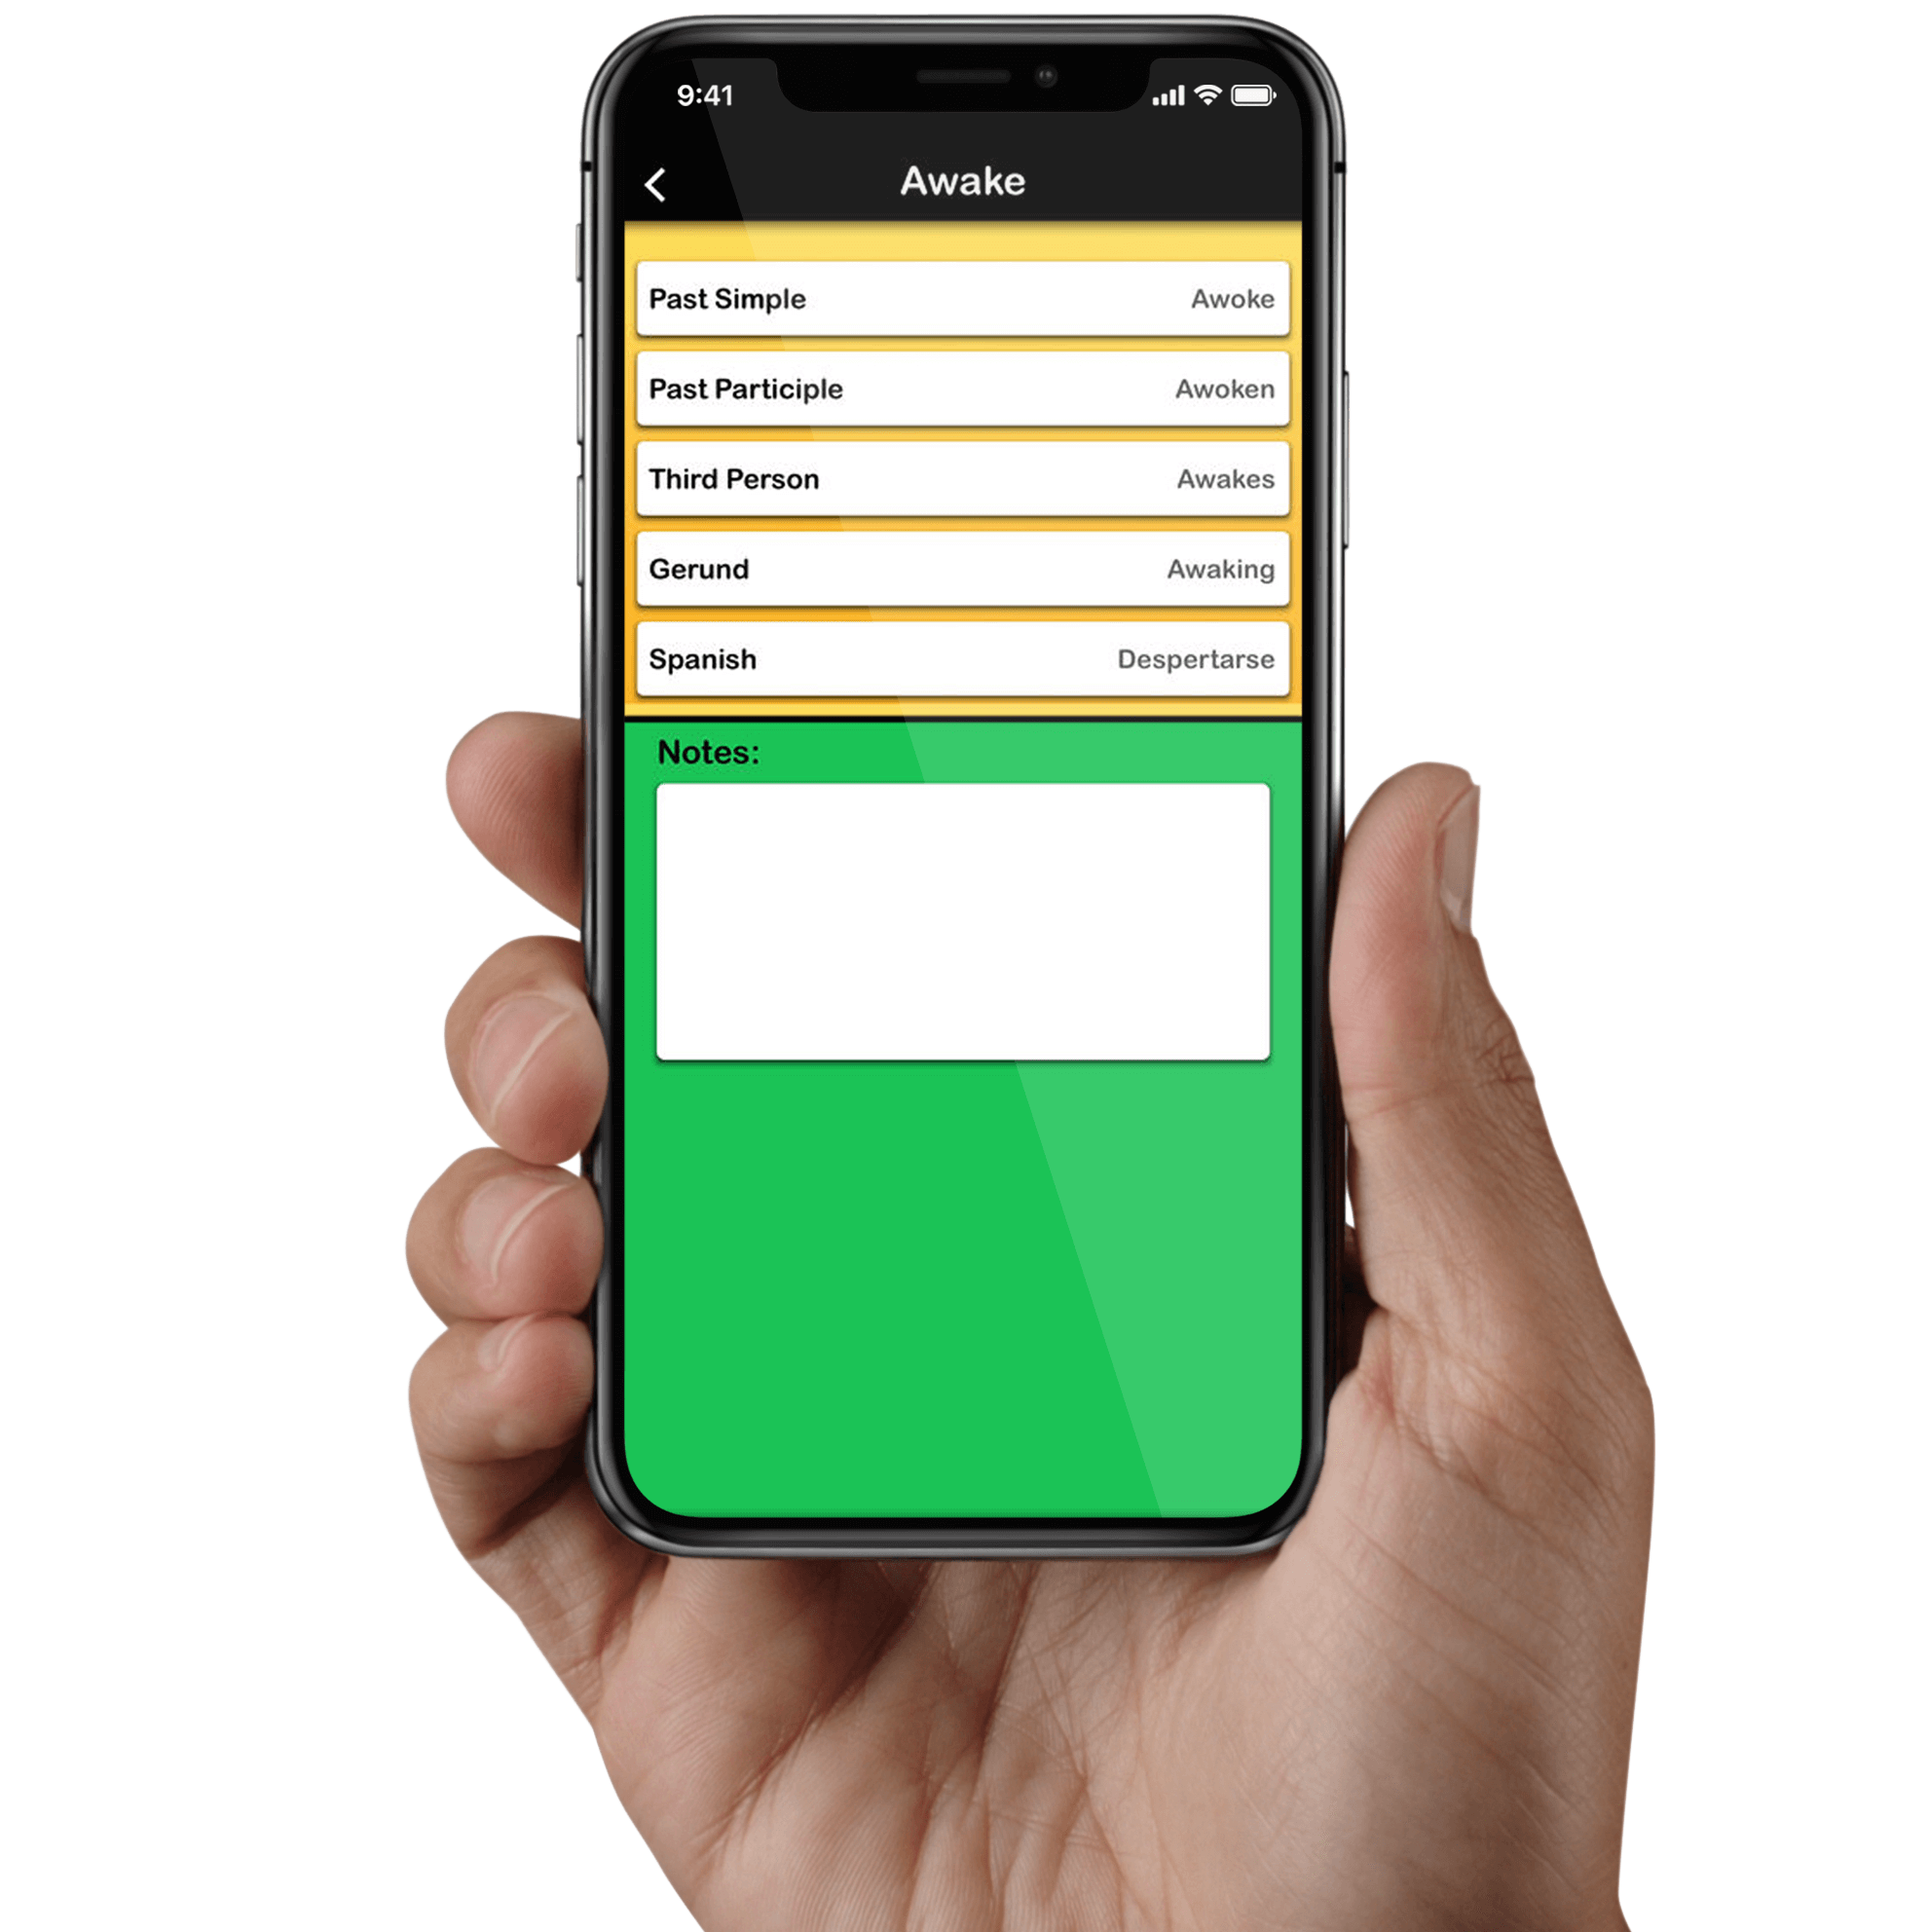 9:41
Awake
Past Simple Awoke
Past Participle Awoken
Third Person Awakes
Gerund Awaking
Spanish Despertarse
Notes: